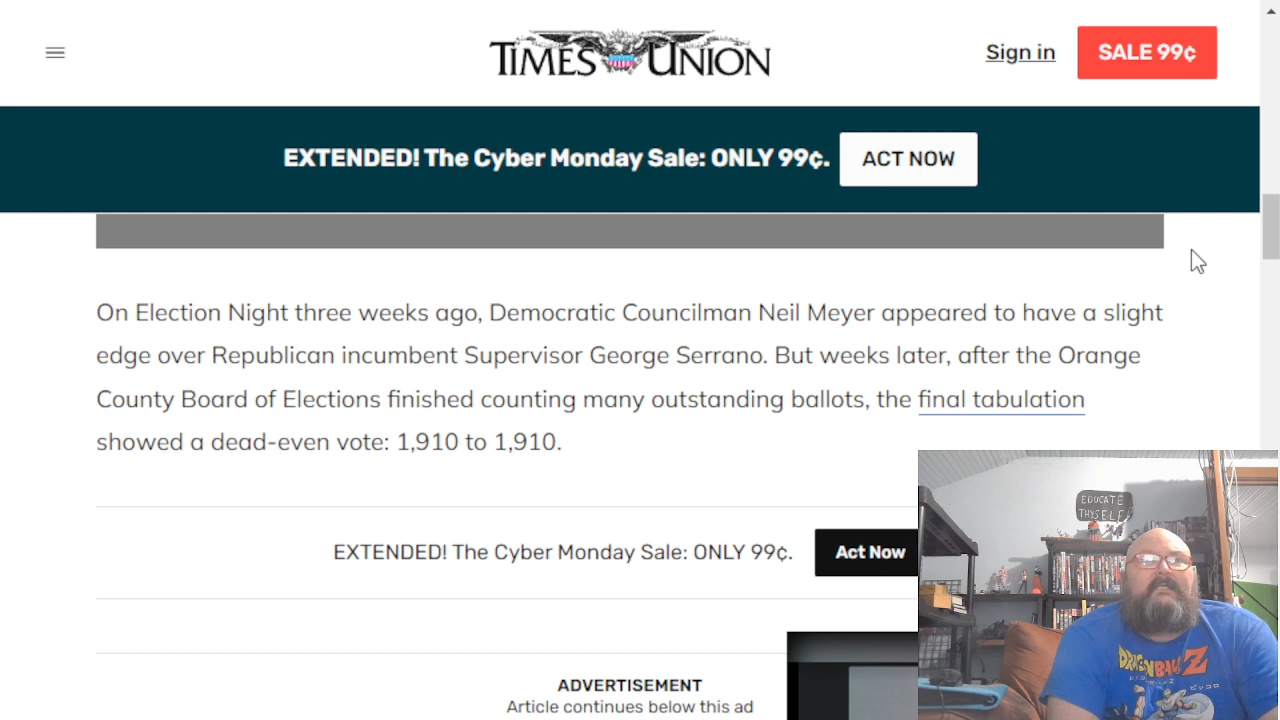 TIMES UNION
Sign in
SALE 99¢
EXTENDED! The Cyber Monday Sale: ONLY 99¢.
ACT NOW
On Election Night three weeks ago, Democratic Councilman Neil Meyer appeared to have a slight
edge over Republican incumbent Supervisor George Serrano. But weeks later, after the Orange
County Board of Elections finished counting many outstanding ballots, the final tabulation
showed a dead-even vote: 1,910 to 1,910.
EXTENDED! The Cyber Monday Sale: ONLY 99¢.
Act Now
ADVERTISEMENT
Article continues below this ad
EDUCATE
THYSELF
DRAGONBALL Z